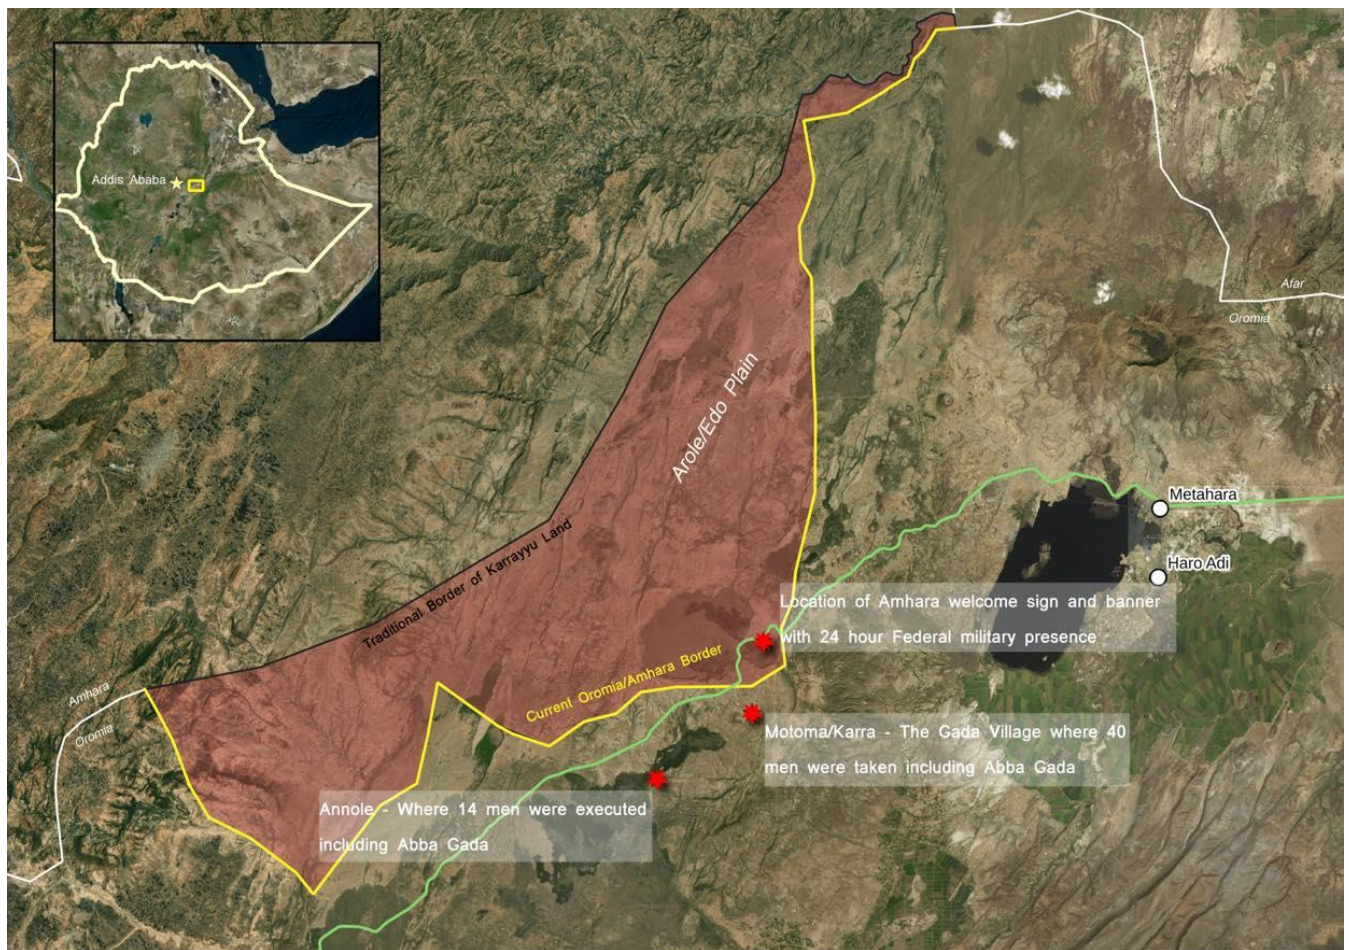 Addis Ababa
Afar
Oromia
Arole/Edo Plain
Metahara
Haro Adi
Traditional Border of Karrayyu Land
Location of Amhara welcome sign and banner
with 24 hour Federal military presence
Current Oromia/Amhara Border
Amhara
Oromia
Motoma/Karra - The Gada Village where 40
men were taken including Abba Gada
Annole - Where 14 men were executed
including Abba Gada